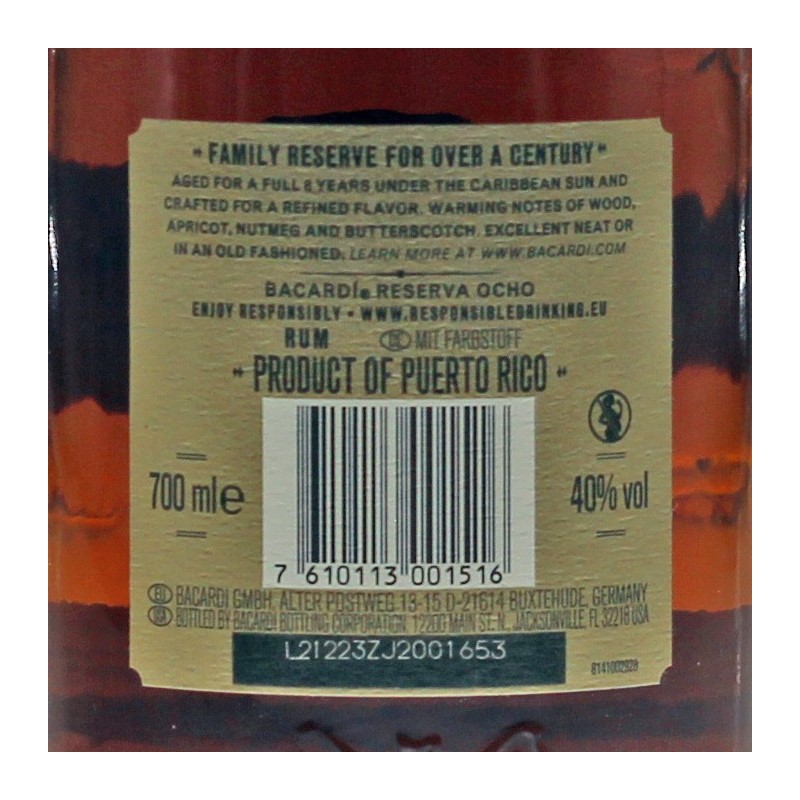 "FAMILY RESERVE FOR OVER A CENTURY"
AGED FOR A FULL 8 YEARS UNDER THE CARIBBEAN SUN AND
CRAFTED FOR A REFINED FLAVOR. WARMING NOTES OF WOOD,
APRICOT, NUTMEG AND BUTTERSCOTCH. EXCELLENT NEAT OR
IN AN OLD FASHIONED. LEARN MORE AT WWW.BACARDI.COM
BACARDÍ® RESERVA OCHO
ENJOY RESPONSIBLY • WWW.RESPONSIBLEDRINKING.EU
RUM DE MIT FARBSTOFF
"PRODUCT OF PUERTO RICO"
700 ml e
40% vol
7 610113 001516
EU BACARDI GMBH, ALTER POSTWEG 13-15 D-21614 BUXTEHUDE, GERMANY
USA BOTTLED BY BACARDI BOTTLING CORPORATION, 12200 MAIN ST. N., JACKSONVILLE, FL 32218 USA
L21223ZJ2001653
8141002928